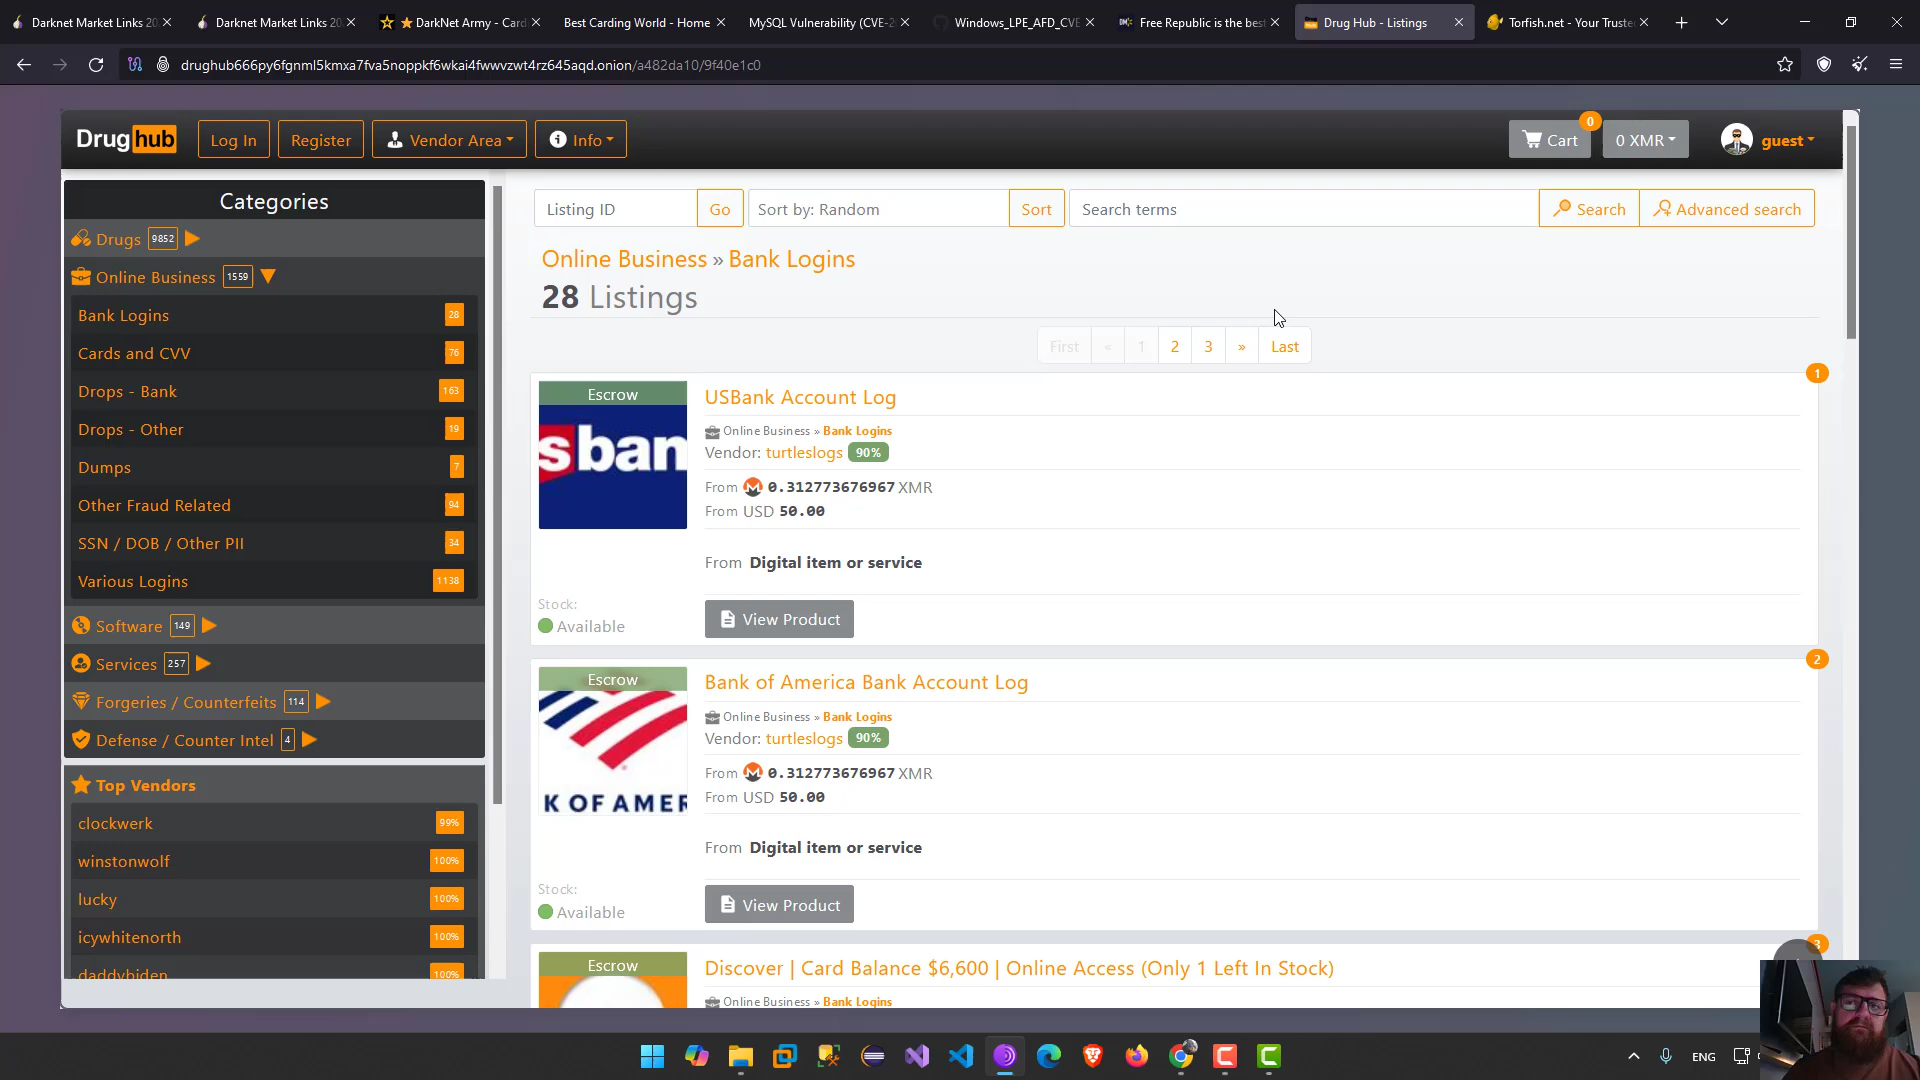 Darknet Market Links 20
Darknet Market Links 20
DarkNet Army - Card
Best Carding World - Home
MySQL Vulnerability (CVE-2
Windows_LPE_AFD_CVE
Free Republic is the best
Drug Hub - Listings
Torfish.net - Your Truste
drughub666py6fgnml5kmxa7fva5noppkf6wkai4fwwvzwt4rz645aqd.onion/a482da10/9f40e1c0
Drug hub
Log In
Register
Vendor Area
Info
0
Cart
0 XMR
guest
Categories
Drugs 9852
Online Business 1559
Bank Logins 28
Cards and CVV 76
Drops - Bank 163
Drops - Other 19
Dumps 7
Other Fraud Related 94
SSN / DOB / Other PII 34
Various Logins 1138
Software 149
Services 257
Forgeries / Counterfeits 114
Defense / Counter Intel 4
Top Vendors
clockwerk 99%
winstonwolf 100%
lucky 100%
icywhitenorth 100%
daddybiden 100%
Listing ID
Go
Sort by: Random
Sort
Search terms
Search
Advanced search
Online Business » Bank Logins
28 Listings
First « 1 2 3 » Last
1
Escrow
sban
USBank Account Log
Online Business » Bank Logins
Vendor: turtleslogs 90%
From 0.312773676967 XMR
From USD 50.00
From Digital item or service
Stock:
Available
View Product
2
Escrow
K OF AMER
Bank of America Bank Account Log
Online Business » Bank Logins
Vendor: turtleslogs 90%
From 0.312773676967 XMR
From USD 50.00
From Digital item or service
Stock:
Available
View Product
3
Escrow
Discover | Card Balance $6,600 | Online Access (Only 1 Left In Stock)
Online Business » Bank Logins
ENG